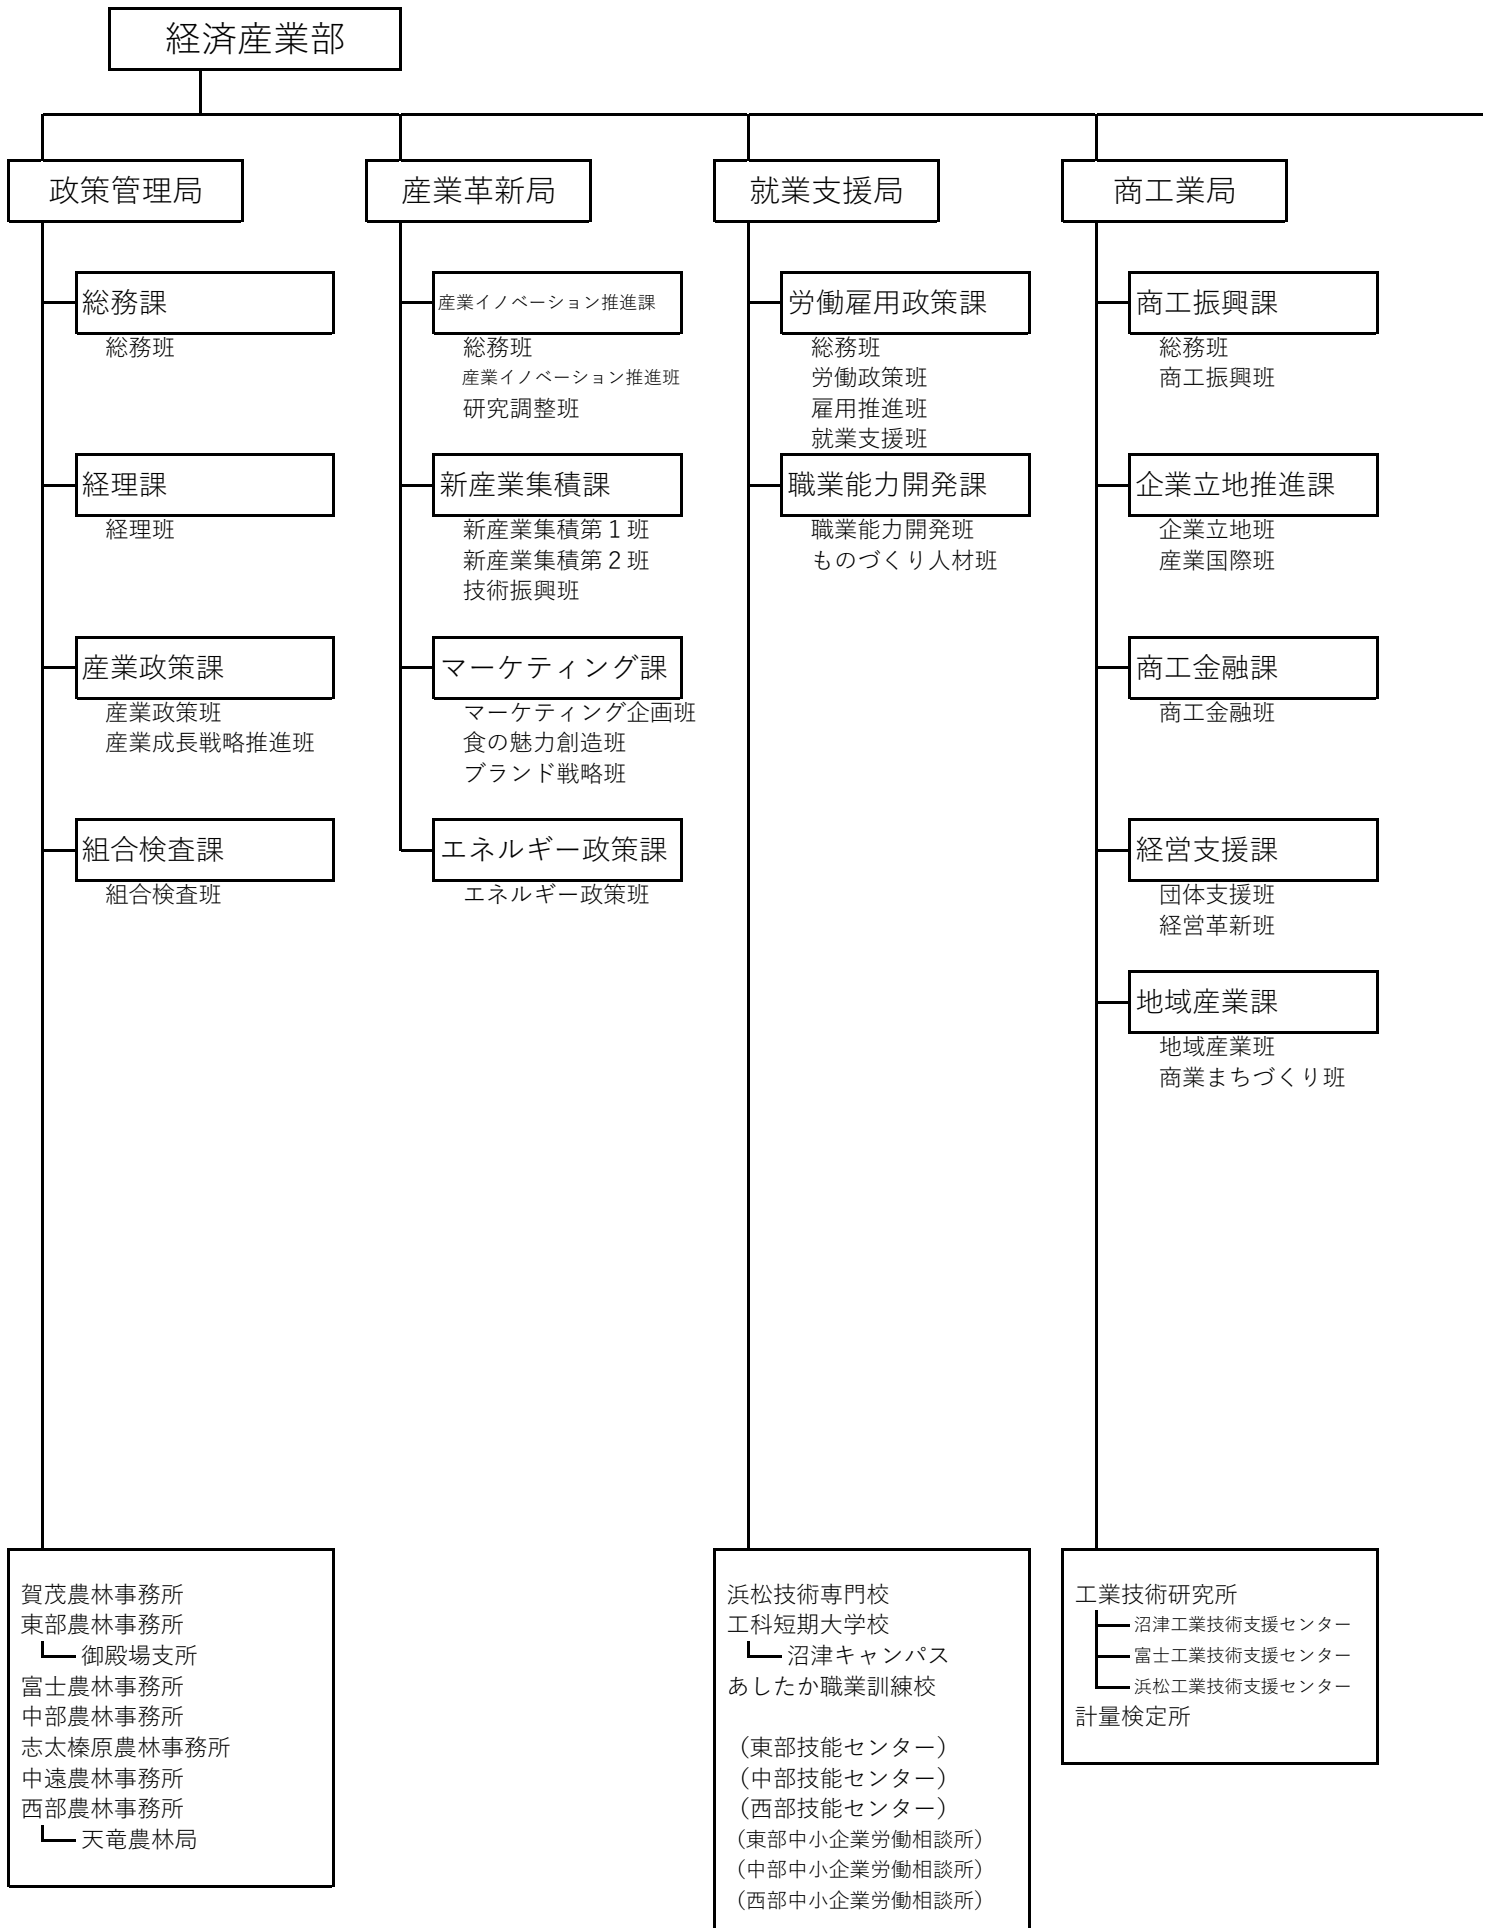 経済産業部
政策管理局
総務課
総務班
経理課
経理班
産業政策課
産業政策班
産業成長戦略推進班
組合検査課
組合検査班
賀茂農林事務所
東部農林事務所
御殿場支所
富士農林事務所
中部農林事務所
志太榛原農林事務所
中遠農林事務所
西部農林事務所
天竜農林局
産業革新局
産業イノベーション推進課
総務班
産業イノベーション推進班
研究調整班
新産業集積課
新産業集積第１班
新産業集積第２班
技術振興班
マーケティング課
マーケティング企画班
食の魅力創造班
ブランド戦略班
エネルギー政策課
エネルギー政策班
就業支援局
労働雇用政策課
総務班
労働政策班
雇用推進班
就業支援班
職業能力開発課
職業能力開発班
ものづくり人材班
浜松技術専門校
工科短期大学校
沼津キャンパス
あしたか職業訓練校
（東部技能センター）
（中部技能センター）
（西部技能センター）
（東部中小企業労働相談所）
（中部中小企業労働相談所）
（西部中小企業労働相談所）
商工業局
商工振興課
総務班
商工振興班
企業立地推進課
企業立地班
産業国際班
商工金融課
商工金融班
経営支援課
団体支援班
経営革新班
地域産業課
地域産業班
商業まちづくり班
工業技術研究所
沼津工業技術支援センター
富士工業技術支援センター
浜松工業技術支援センター
計量検定所